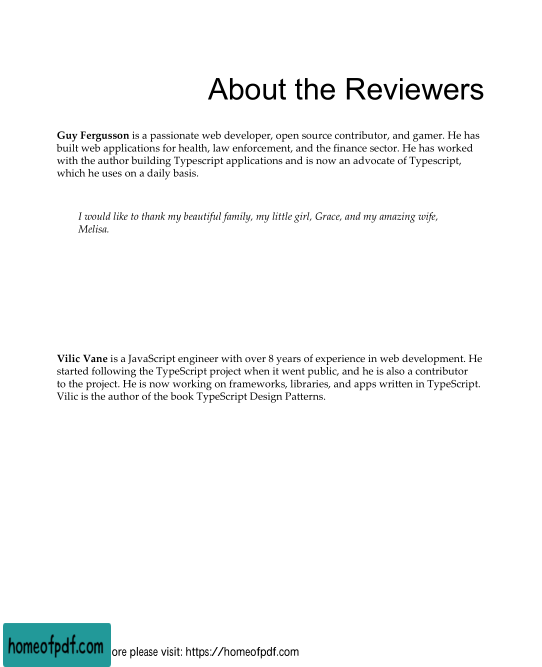 About the Reviewers
Guy Fergusson is a passionate web developer, open source contributor, and gamer. He has
built web applications for health, law enforcement, and the finance sector. He has worked
with the author building Typescript applications and is now an advocate of Typescript,
which he uses on a daily basis.
I would like to thank my beautiful family, my little girl, Grace, and my amazing wife,
Melisa.
Vilic Vane is a JavaScript engineer with over 8 years of experience in web development. He
started following the TypeScript project when it went public, and he is also a contributor
to the project. He is now working on frameworks, libraries, and apps written in TypeScript.
Vilic is the author of the book TypeScript Design Patterns.
homeofpdf.com ore please visit: https://homeofpdf.com